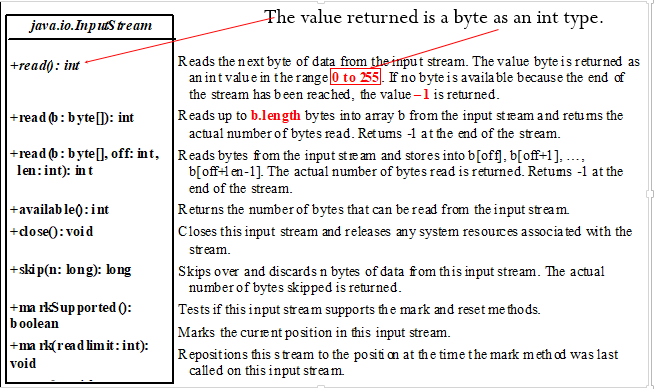 The value returned is a byte as an int type.
java.io.InputStream
+read(): int
Reads the next byte of data from the input stream. The value byte is returned as
an int value in the range 0 to 255. If no byte is available because the end of
the stream has been reached, the value –1 is returned.
+read(b: byte[]): int
Reads up to b.length bytes into array b from the input stream and returns the
actual number of bytes read. Returns -1 at the end of the stream.
+read(b: byte[], off: int,
len: int): int
Reads bytes from the input stream and stores into b[off], b[off+1], …,
b[off+len-1]. The actual number of bytes read is returned. Returns -1 at the
end of the stream.
+available(): int
Returns the number of bytes that can be read from the input stream.
+close(): void
Closes this input stream and releases any system resources associated with the
stream.
+skip(n: long): long
Skips over and discards n bytes of data from this input stream. The actual
number of bytes skipped is returned.
+markSupported():
boolean
Tests if this input stream supports the mark and reset methods.
+mark(readlimit: int):
void
Marks the current position in this input stream.
Repositions this stream to the position at the time the mark method was last
called on this input stream.